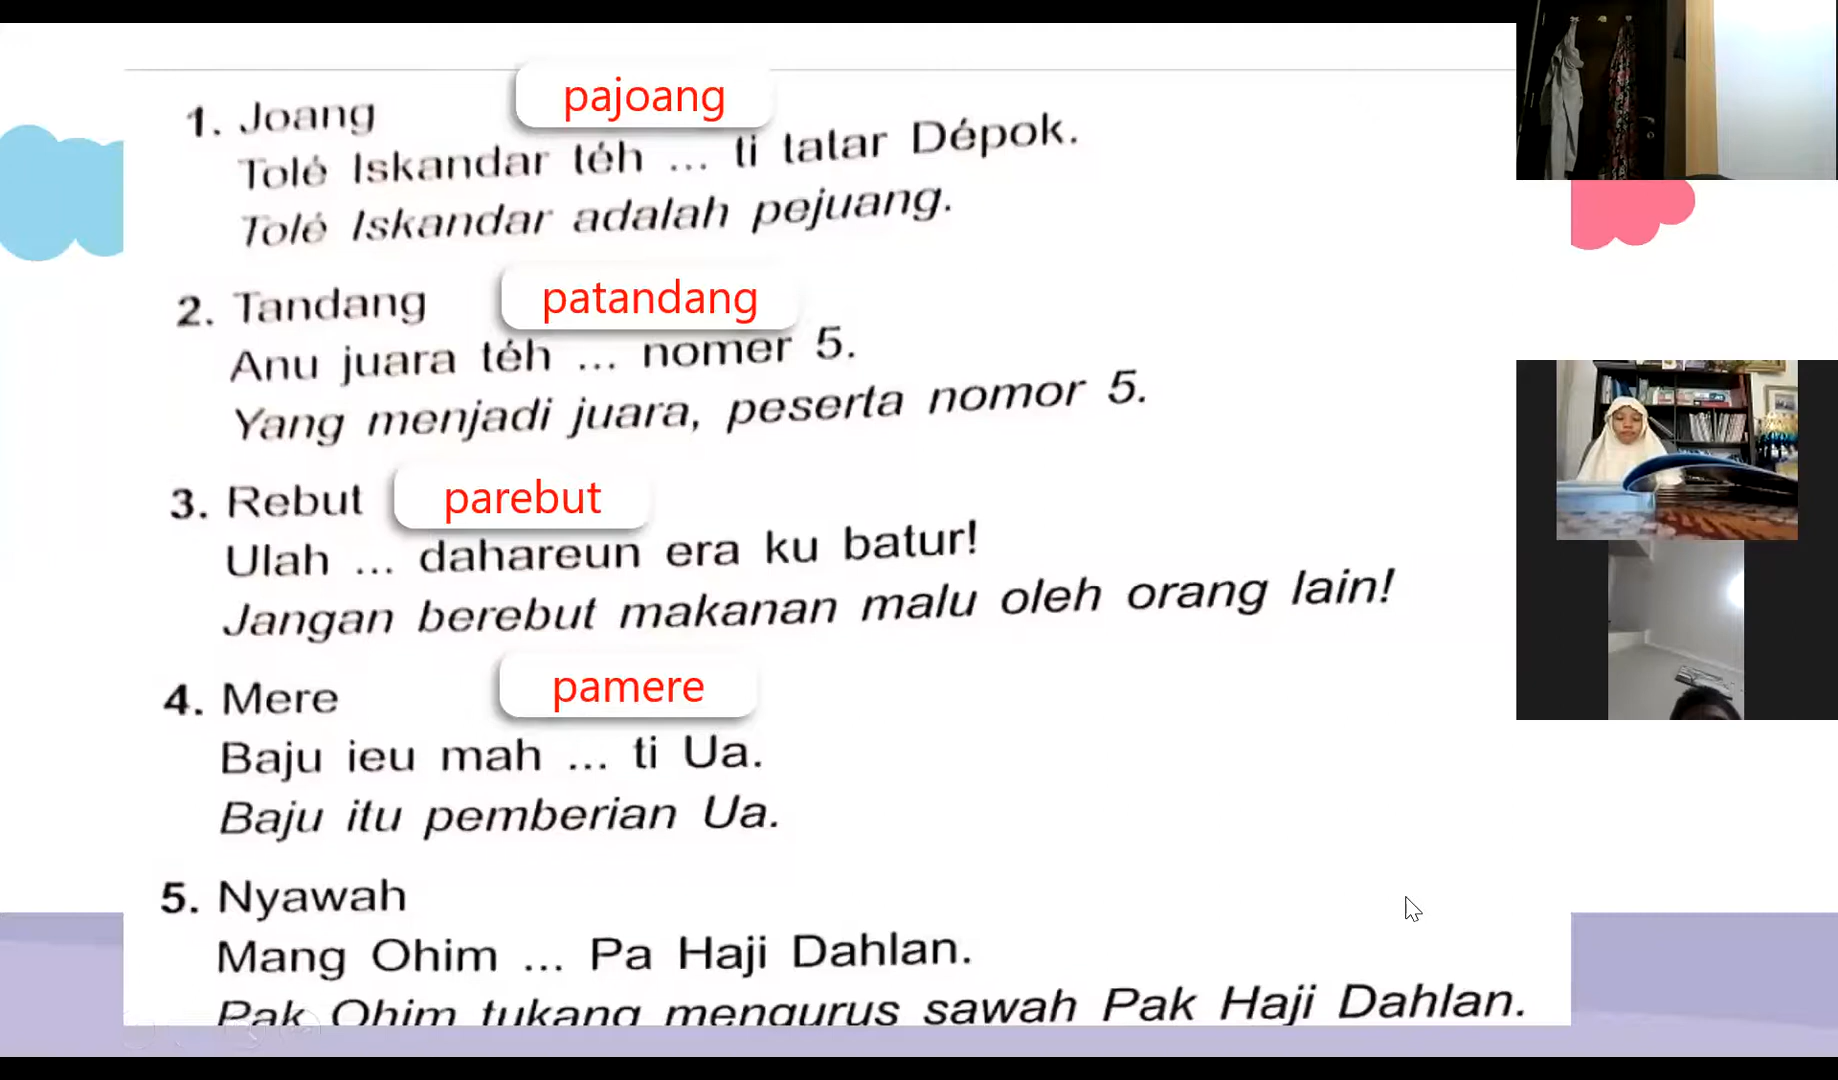 pajoang
1. Joang
Tolé Iskandar téh ... ti tatar Dépok.
Tolé Iskandar adalah pejuang.
patandang
2. Tandang
Anu juara téh ... nomer 5.
Yang menjadi juara, peserta nomor 5.
3. Rebut parebut
Ulah ... dahareun era ku batur!
Jangan berebut makanan malu oleh orang lain!
4. Mere pamere
Baju ieu mah ... ti Ua.
Baju itu pemberian Ua.
5. Nyawah
Mang Ohim ... Pa Haji Dahlan.
Pak Ohim tukang mengurus sawah Pak Haji Dahlan.